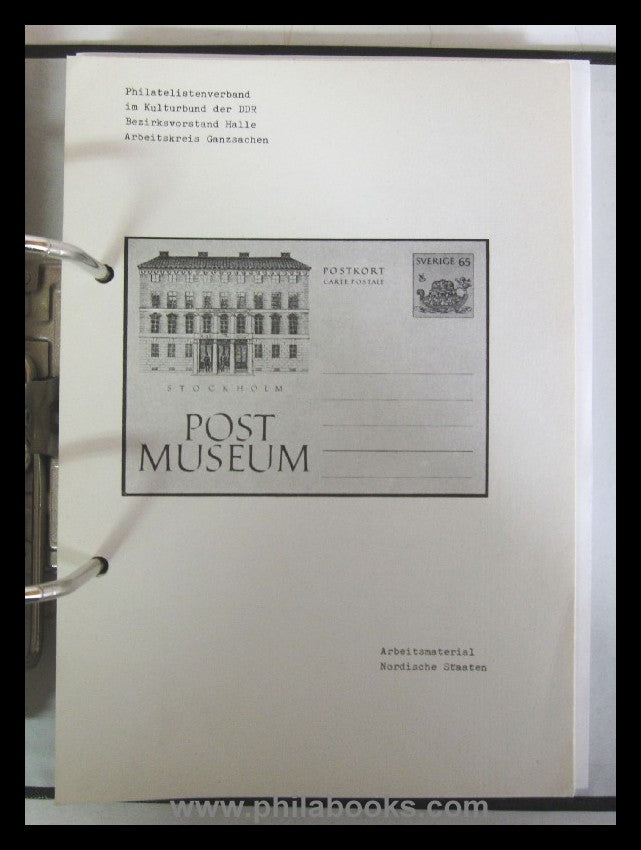 Philatelistenverband
im Kulturbund der DDR
Bezirksvorstand Halle
Arbeitskreis Ganzsachen
POSTKORT
CARTE POSTALE
SVERIGE 65
STOCKHOLM
POST
MUSEUM
Arbeitsmaterial
Nordische Staaten
www.philabooks.com